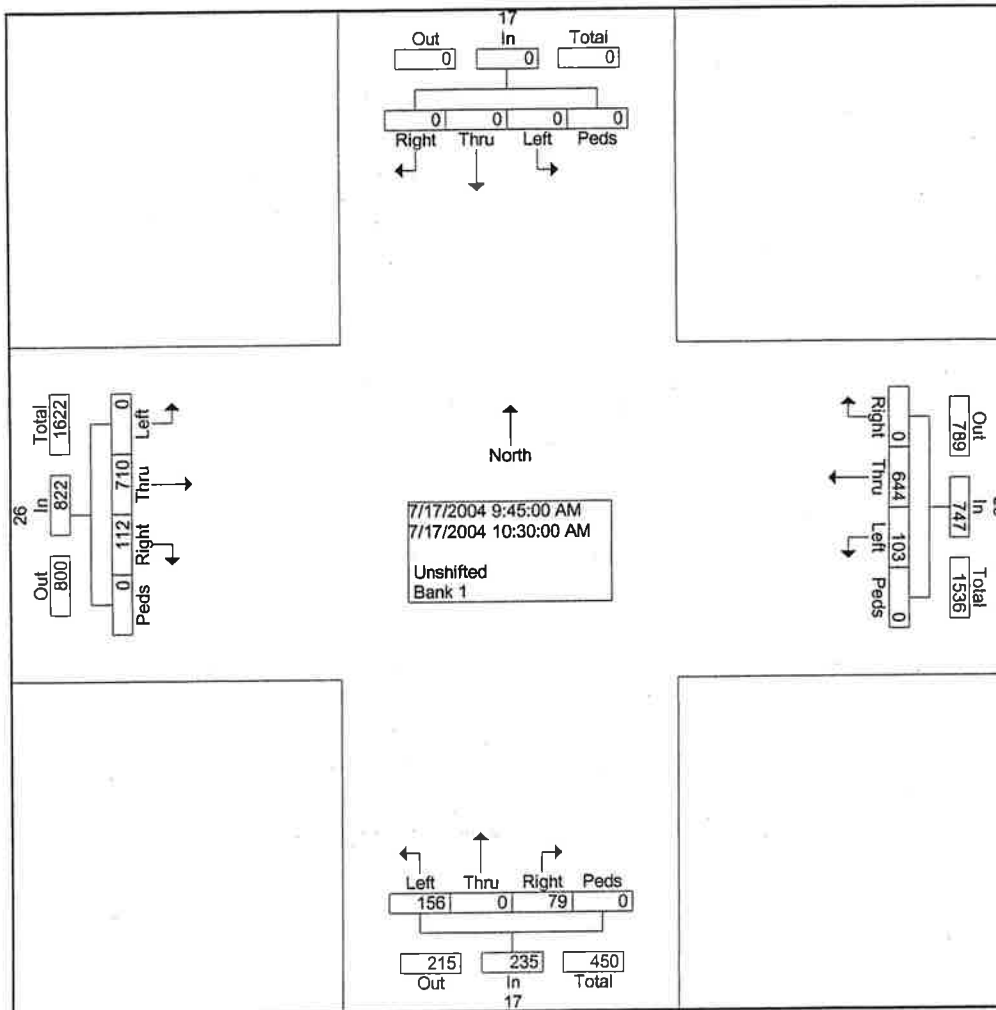 17
Out In Total
0 0 0
0 0 0 0
Right Thru Left Peds
Total 1622
In 822
Out 800
26
0 710 112 0
Left Thru Right Peds
North
7/17/2004 9:45:00 AM
7/17/2004 10:30:00 AM
Unshifted
Bank 1
Right Thru Left Peds
0 644 103 0
Out 789
In 747
Total 1536
Left Thru Right Peds
156 0 79 0
215 235 450
Out In Total
17